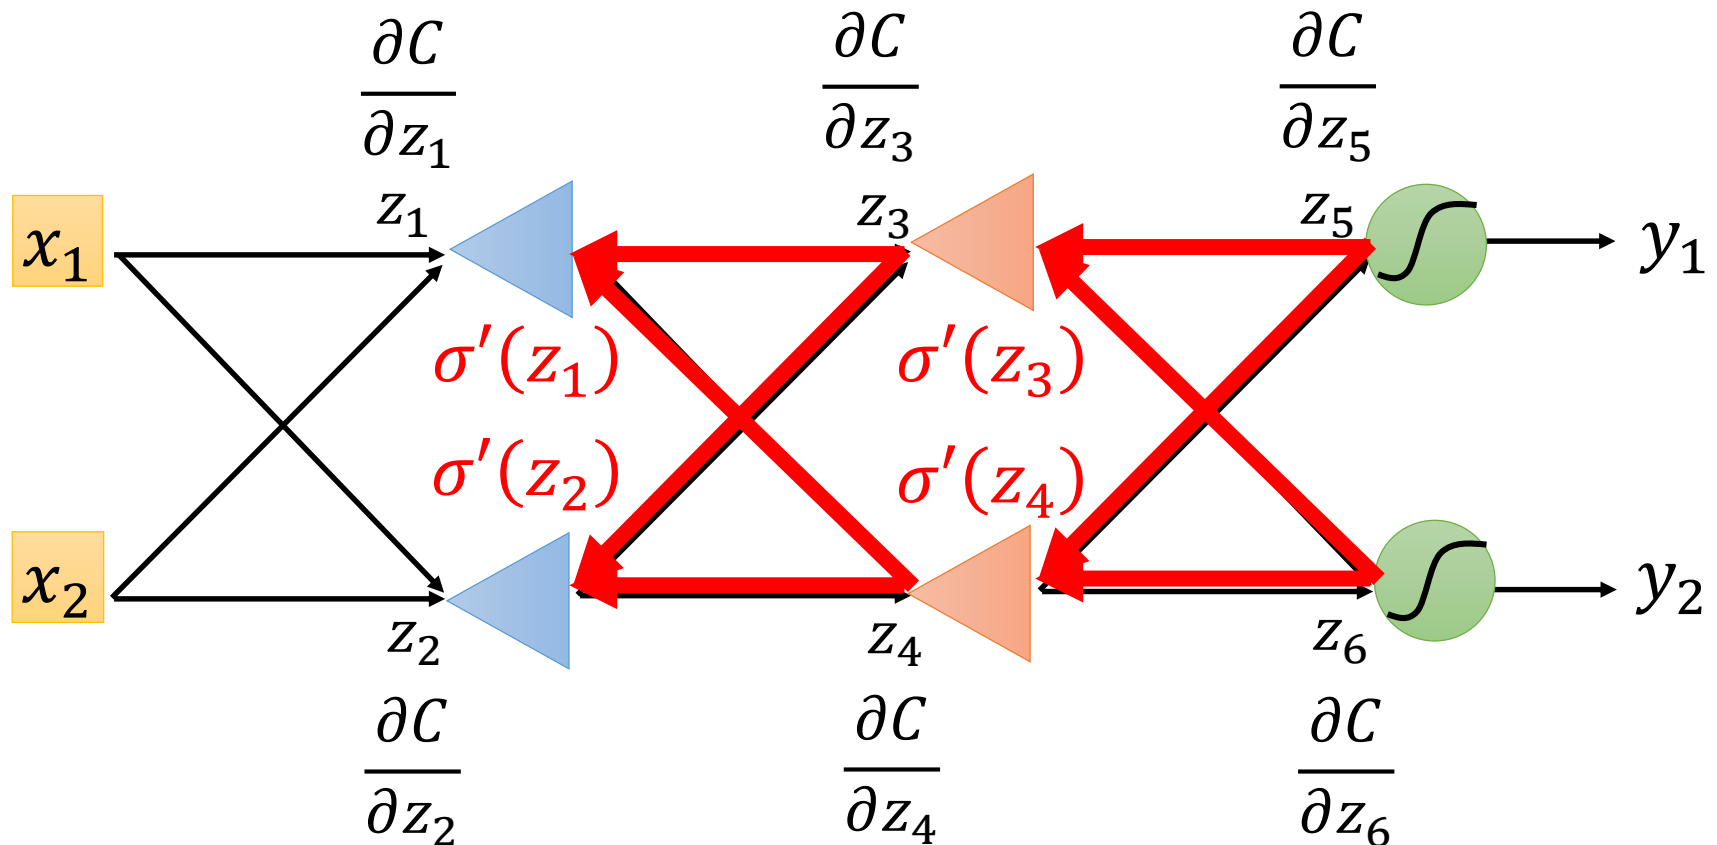 ∂C/∂z₁ ∂C/∂z₃ ∂C/∂z₅
x₁ z₁ z₃ z₅ y₁
σ′(z₁) σ′(z₃)
σ′(z₂) σ′(z₄)
x₂ z₂ z₄ z₆ y₂
∂C/∂z₂ ∂C/∂z₄ ∂C/∂z₆